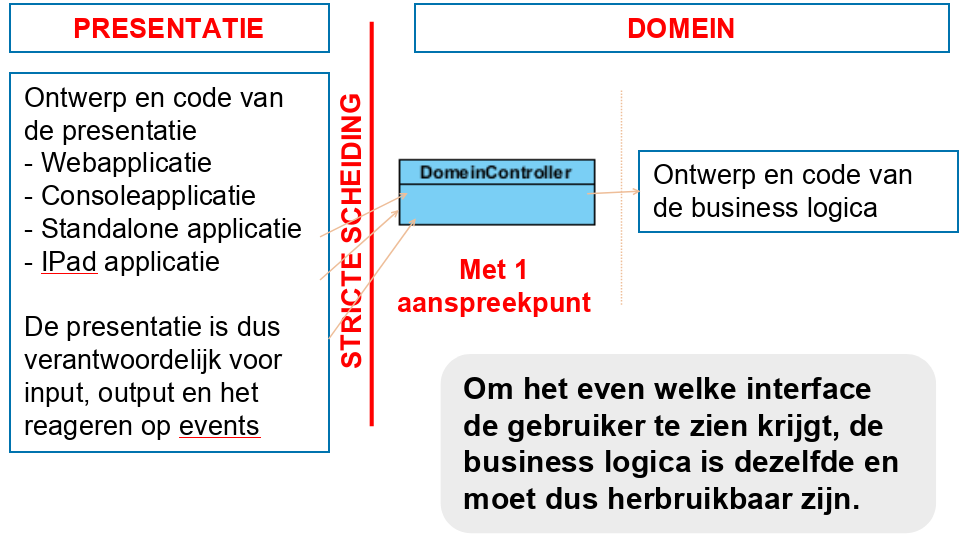 PRESENTATIE
DOMEIN
Ontwerp en code van
de presentatie
- Webapplicatie
- Consoleapplicatie
- Standalone applicatie
- IPad applicatie
De presentatie is dus
verantwoordelijk voor
input, output en het
reageren op events
STRICTE SCHEIDING
DomeinController
Met 1
aanspreekpunt
Ontwerp en code van
de business logica
Om het even welke interface
de gebruiker te zien krijgt, de
business logica is dezelfde en
moet dus herbruikbaar zijn.